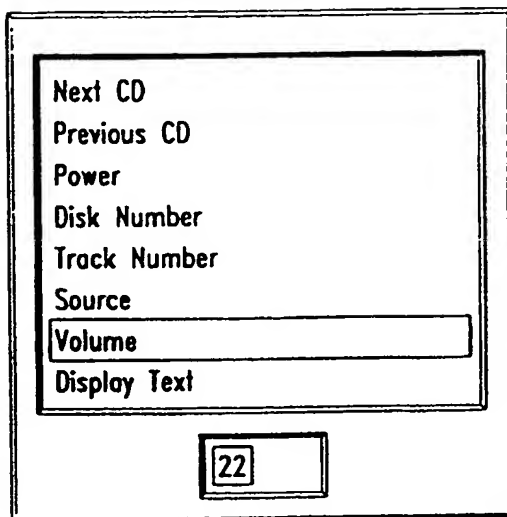 Next CD
Previous CD
Power
Disk Number
Track Number
Source
Volume
Display Text
22